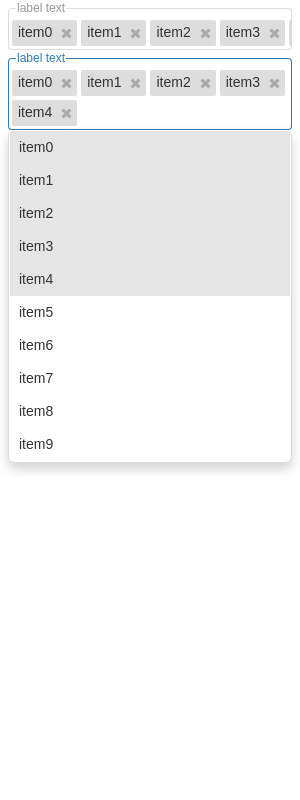 label text
item0 item1 item2 item3
label text
item0 item1 item2 item3
item4
item0
item1
item2
item3
item4
item5
item6
item7
item8
item9